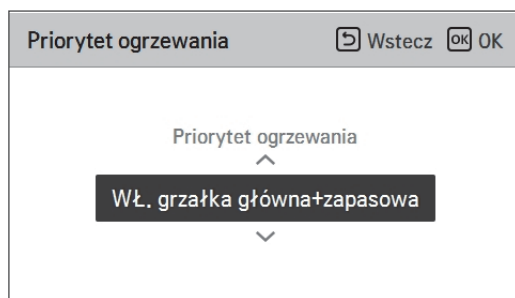 Priorytet ogrzewania Wstecz OK OK
Priorytet ogrzewania
WŁ. grzałka główna+zapasowa